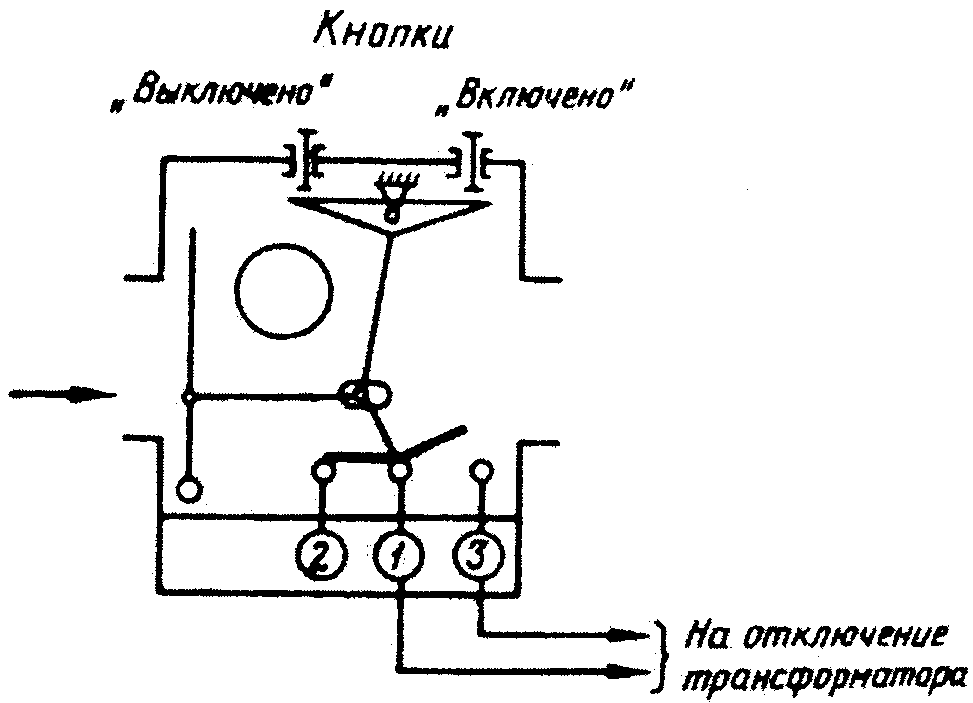 Кнопки
„Выключено“ „Включено“
2 1 3
На отключение
трансформатора